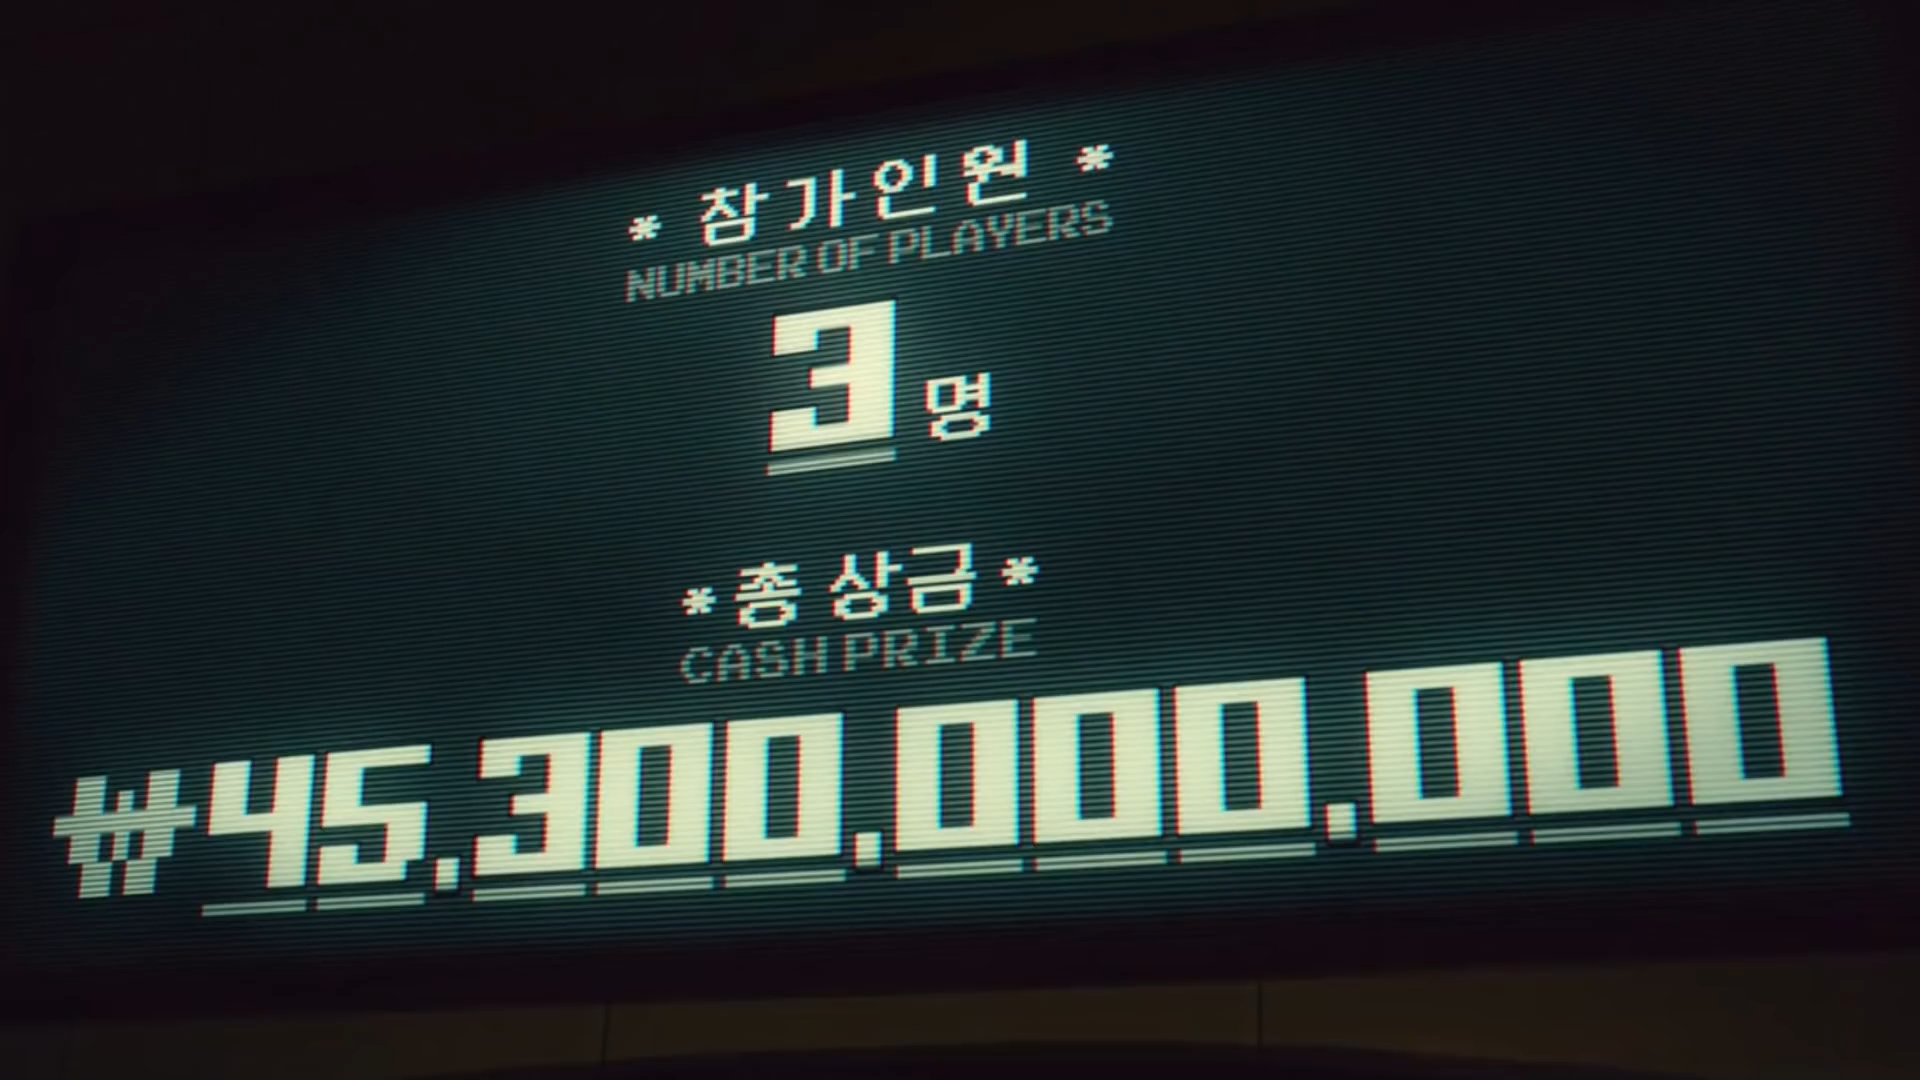 * 참가인원 *
NUMBER OF PLAYERS
3 명
* 총 상금 *
CASH PRIZE
₩45,300,000,000